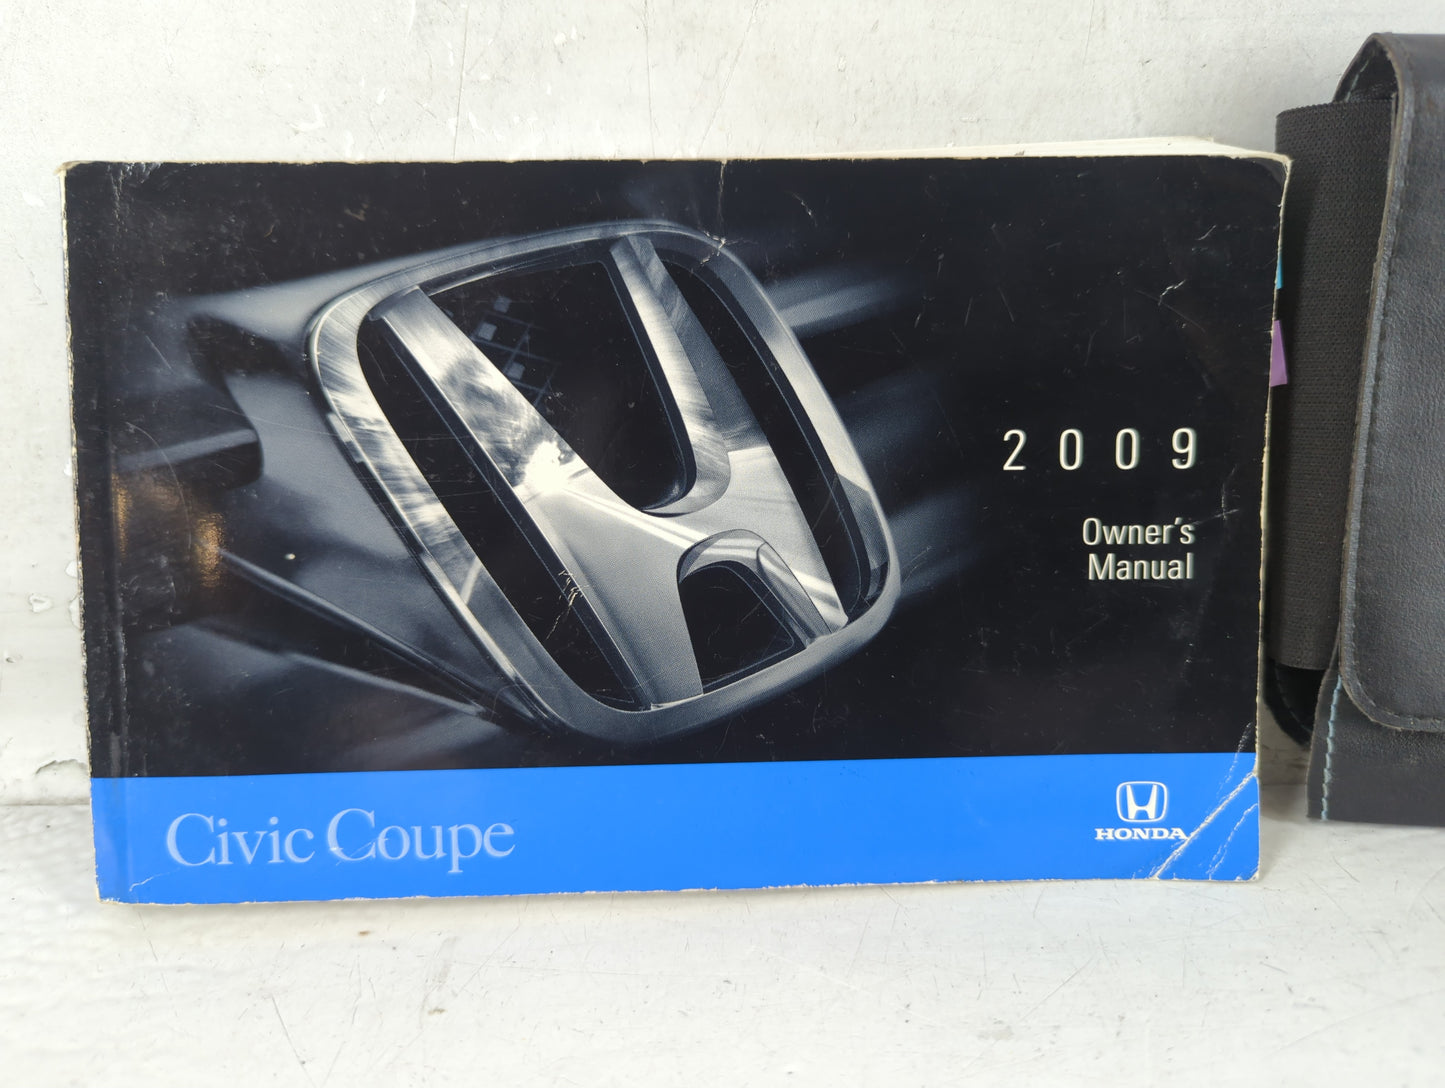 2009
Owner's
Manual
Civic Coupe
HONDA